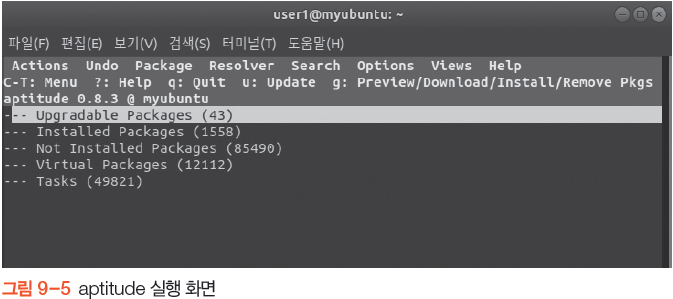 user1@myubuntu: ~
파일(F) 편집(E) 보기(V) 검색(S) 터미널(T) 도움말(H)
Actions Undo Package Resolver Search Options Views Help
C-T: Menu ?: Help q: Quit u: Update g: Preview/Download/Install/Remove Pkgs
aptitude 0.8.3 @ myubuntu
--- Upgradable Packages (43)
--- Installed Packages (1558)
--- Not Installed Packages (85490)
--- Virtual Packages (12112)
--- Tasks (49821)
그림 9-5 aptitude 실행 화면